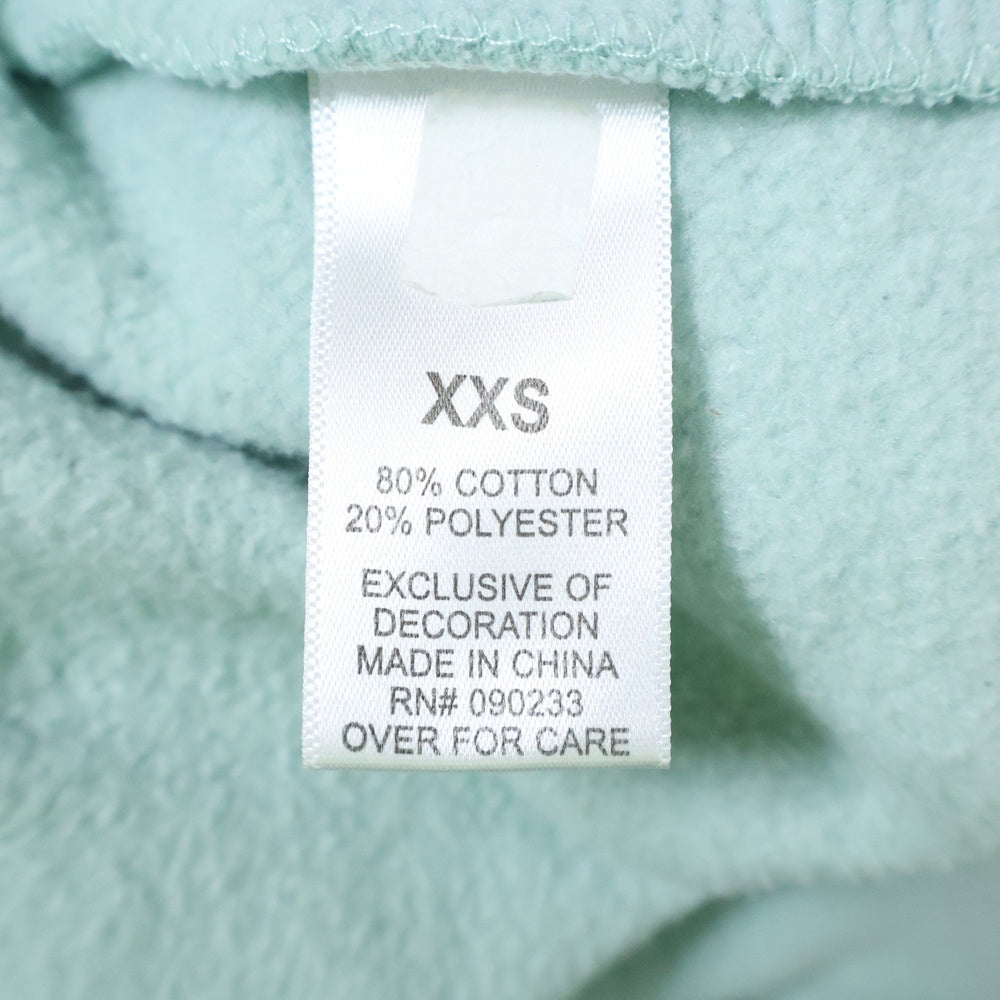 XXS
80% COTTON
20% POLYESTER
EXCLUSIVE OF
DECORATION
MADE IN CHINA
RN# 090233
OVER FOR CARE